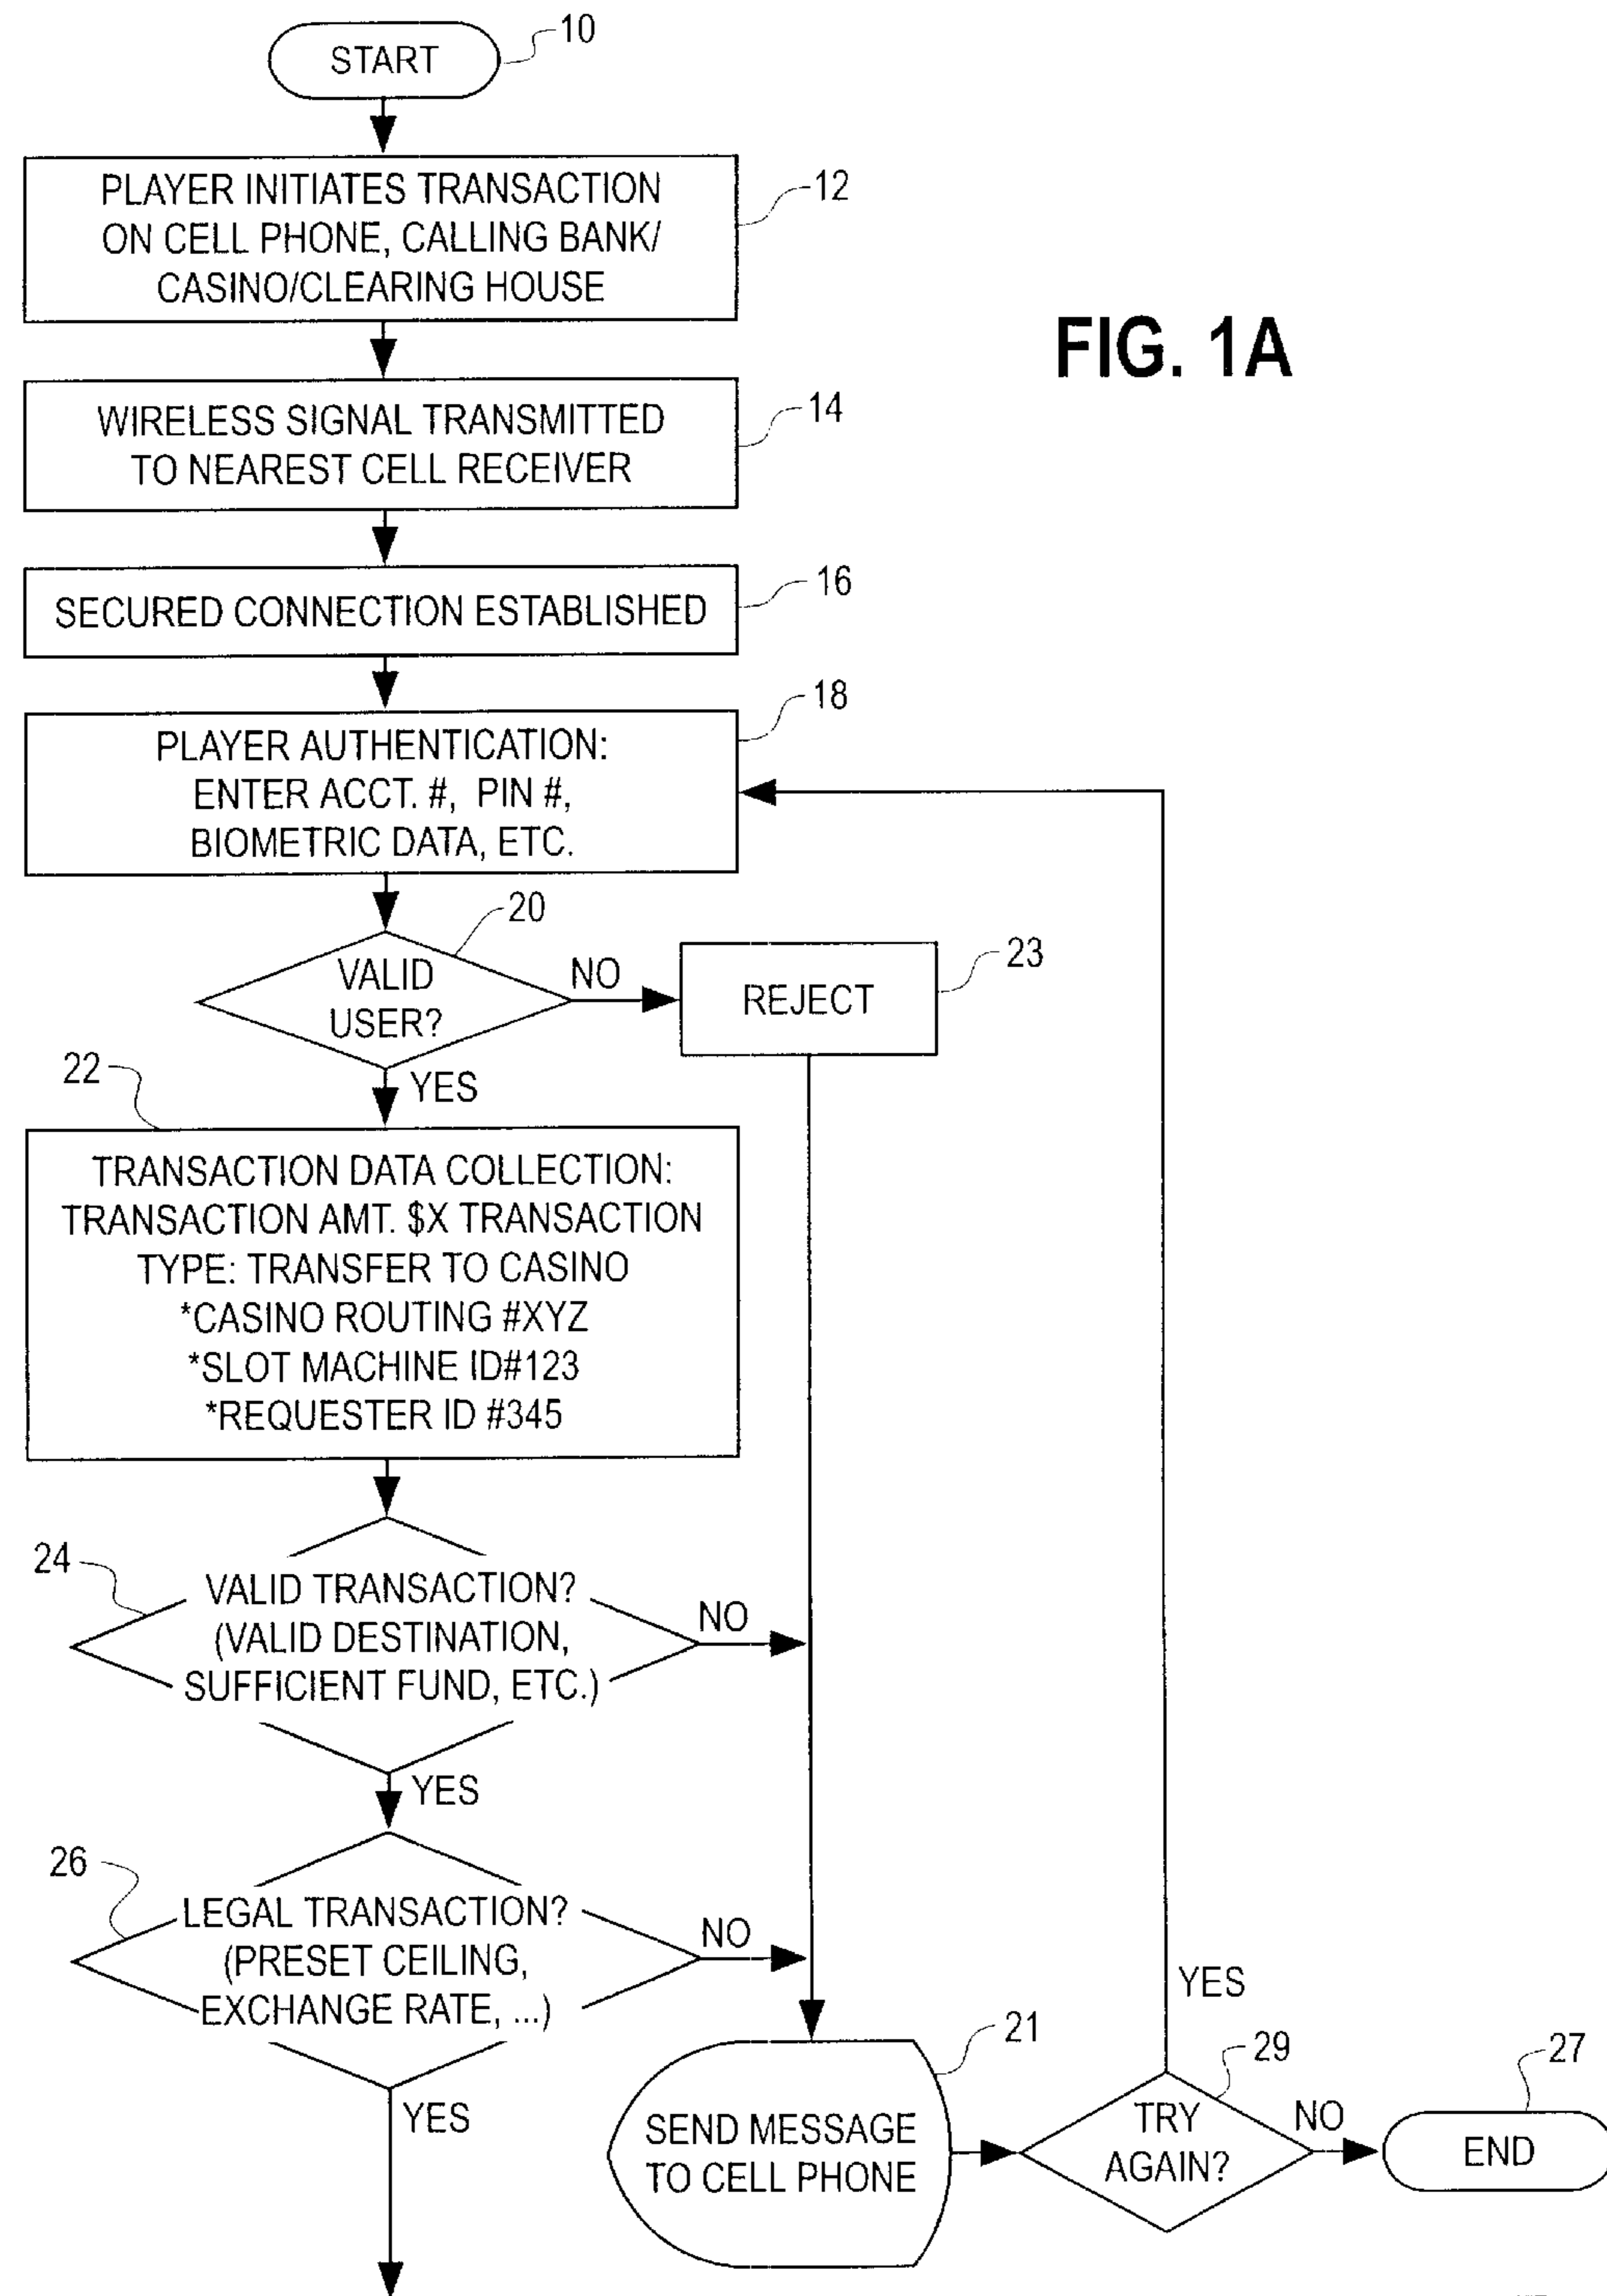 START
10
PLAYER INITIATES TRANSACTION
ON CELL PHONE, CALLING BANK/
CASINO/CLEARING HOUSE
12
FIG. 1A
WIRELESS SIGNAL TRANSMITTED
TO NEAREST CELL RECEIVER
14
SECURED CONNECTION ESTABLISHED
16
PLAYER AUTHENTICATION:
ENTER ACCT. #, PIN #,
BIOMETRIC DATA, ETC.
18
VALID
USER?
20
NO
REJECT
23
YES
22
TRANSACTION DATA COLLECTION:
TRANSACTION AMT. $X TRANSACTION
TYPE: TRANSFER TO CASINO
*CASINO ROUTING #XYZ
*SLOT MACHINE ID#123
*REQUESTER ID #345
24
VALID TRANSACTION?
(VALID DESTINATION,
SUFFICIENT FUND, ETC.)
NO
YES
26
LEGAL TRANSACTION?
(PRESET CEILING,
EXCHANGE RATE, ...)
NO
YES
SEND MESSAGE
TO CELL PHONE
21
TRY
AGAIN?
29
YES
NO
END
27